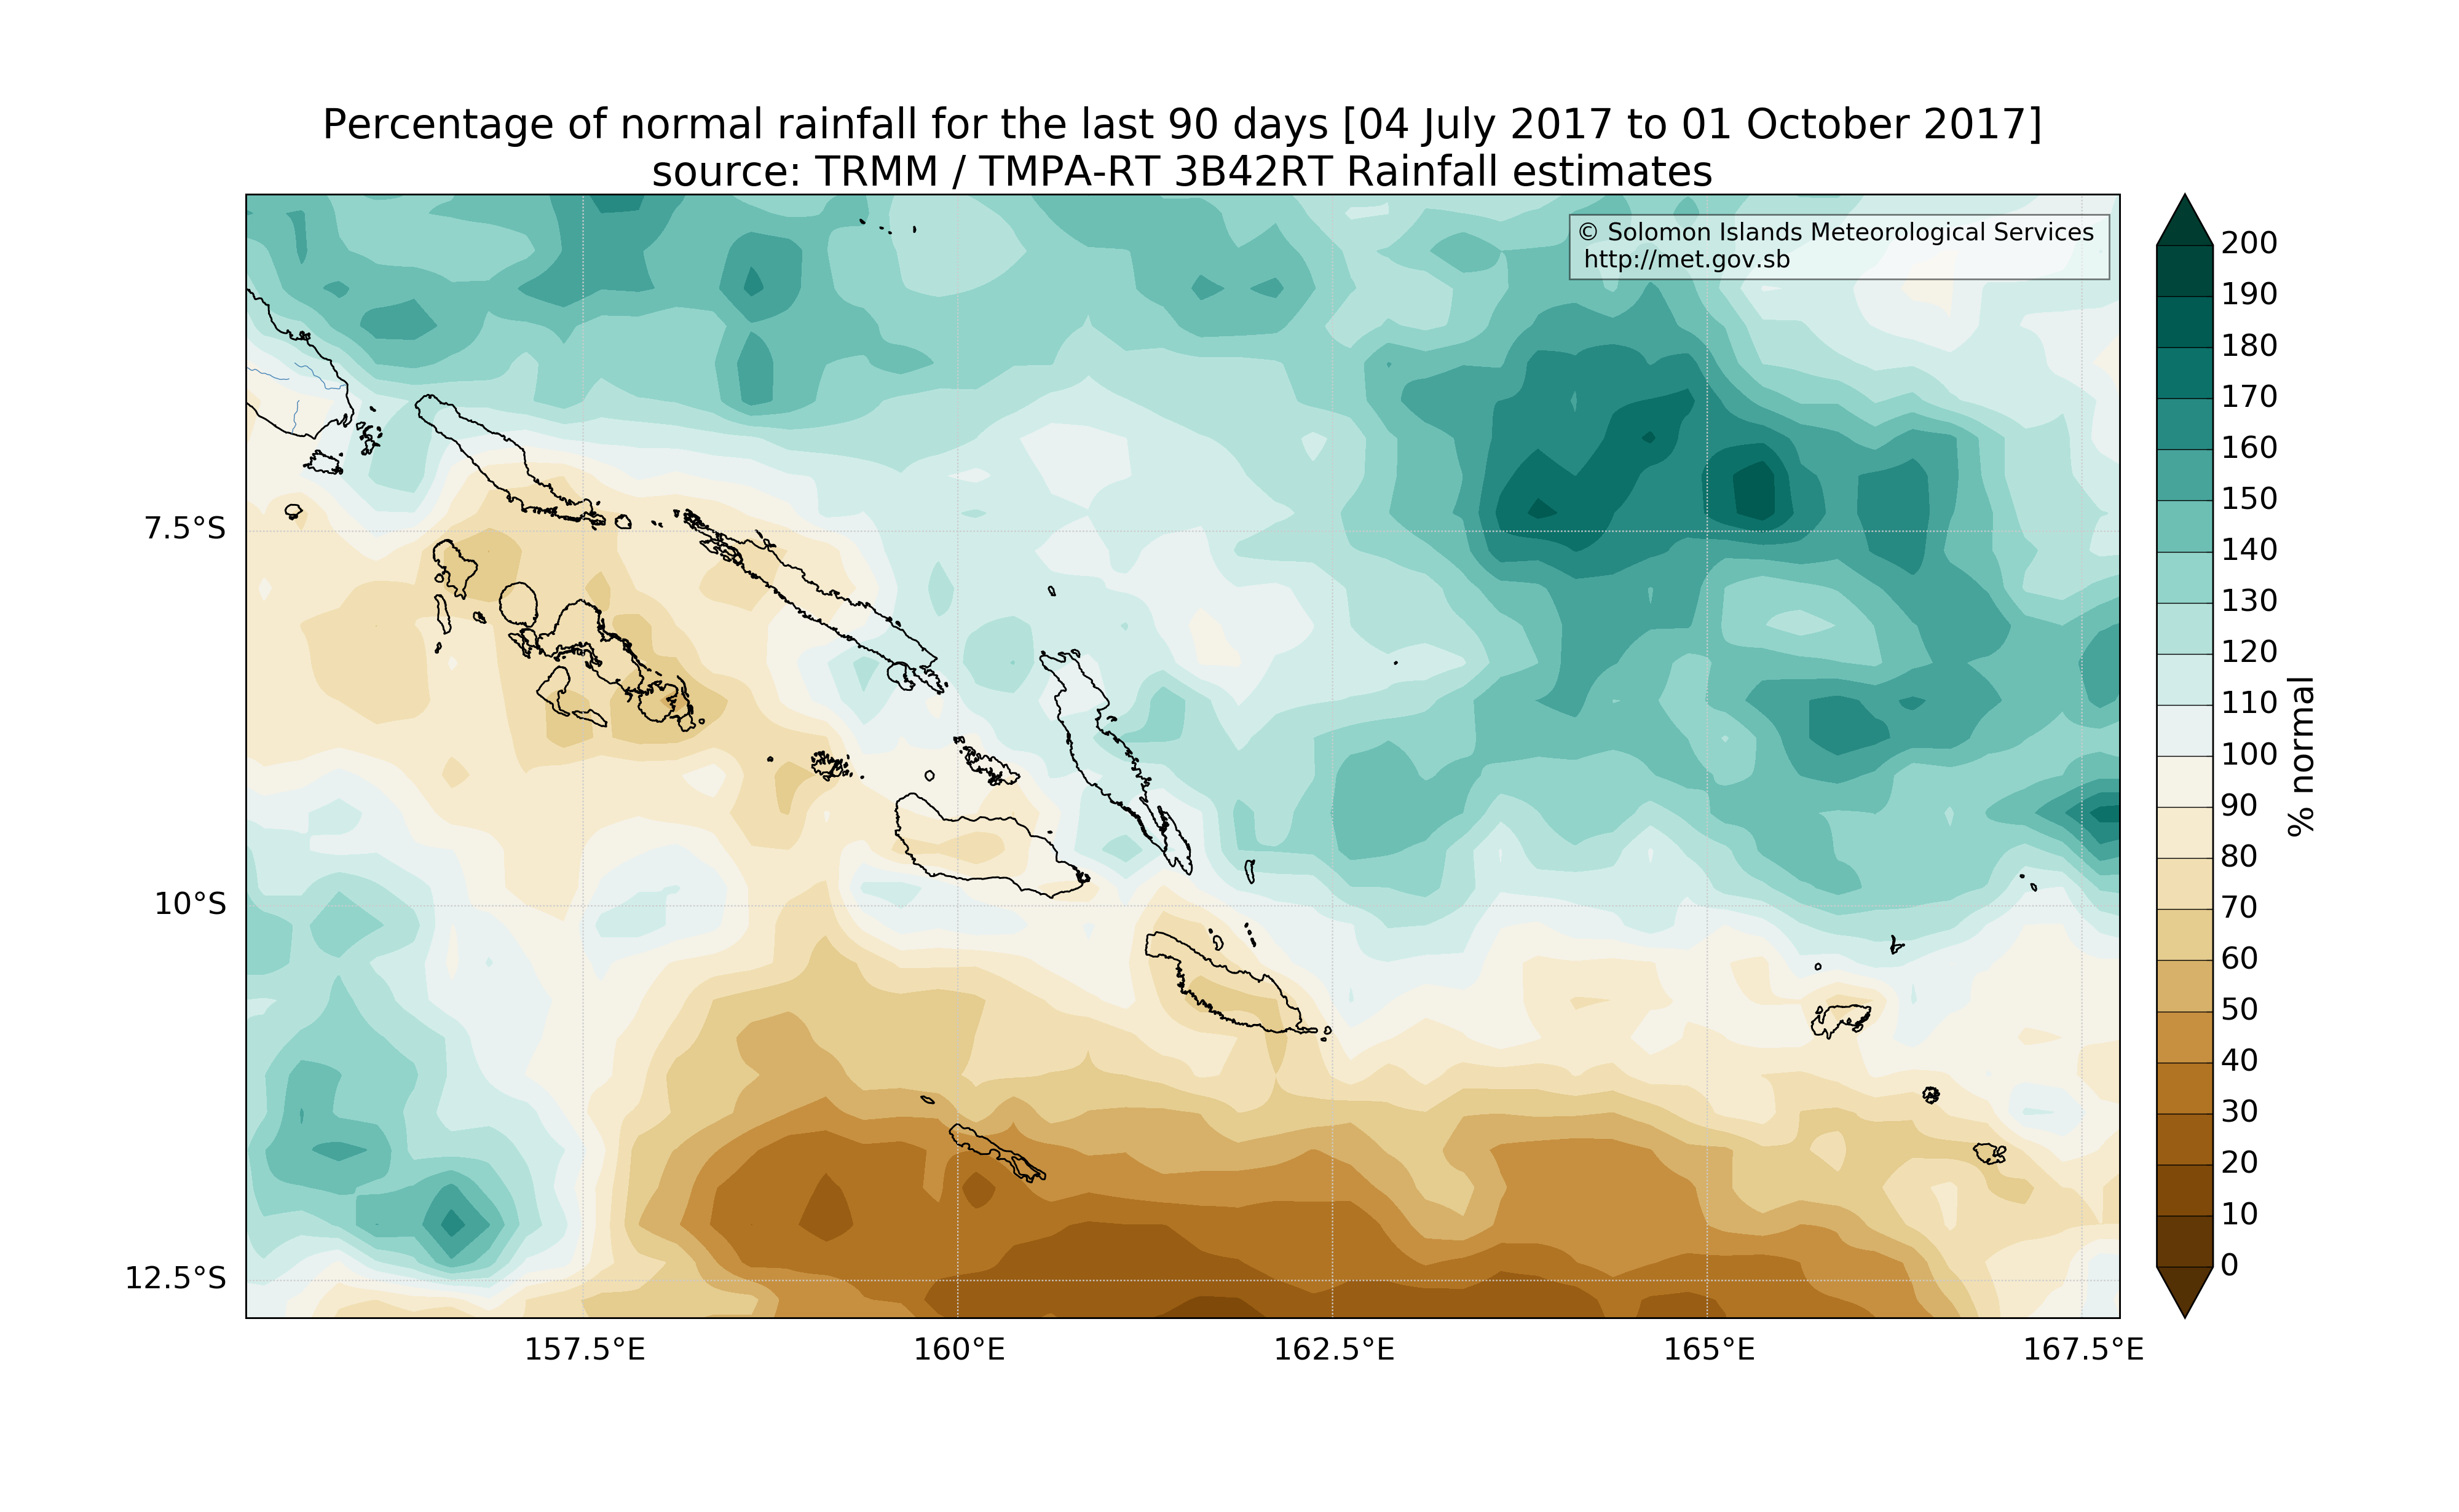 Percentage of normal rainfall for the last 90 days [04 July 2017 to 01 October 2017]
source: TRMM / TMPA-RT 3B42RT Rainfall estimates
© Solomon Islands Meteorological Services
http://met.gov.sb
7.5°S
10°S
12.5°S
157.5°E
160°E
162.5°E
165°E
167.5°E
200
190
180
170
160
150
140
130
120
110
100
90
80
70
60
50
40
30
20
10
0
% normal